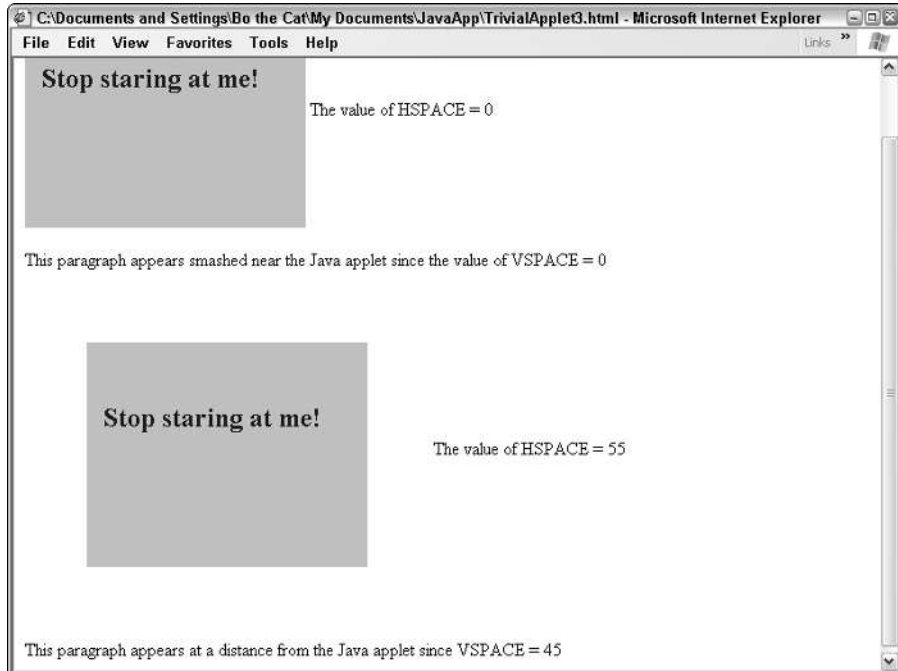 C:\Documents and Settings\Bo the Cat\My Documents\JavaApp\TrivialApplet3.html - Microsoft Internet Explorer
File Edit View Favorites Tools Help Links »
Stop staring at me!
The value of HSPACE = 0
This paragraph appears smashed near the Java applet since the value of VSPACE = 0
Stop staring at me!
The value of HSPACE = 55
This paragraph appears at a distance from the Java applet since VSPACE = 45